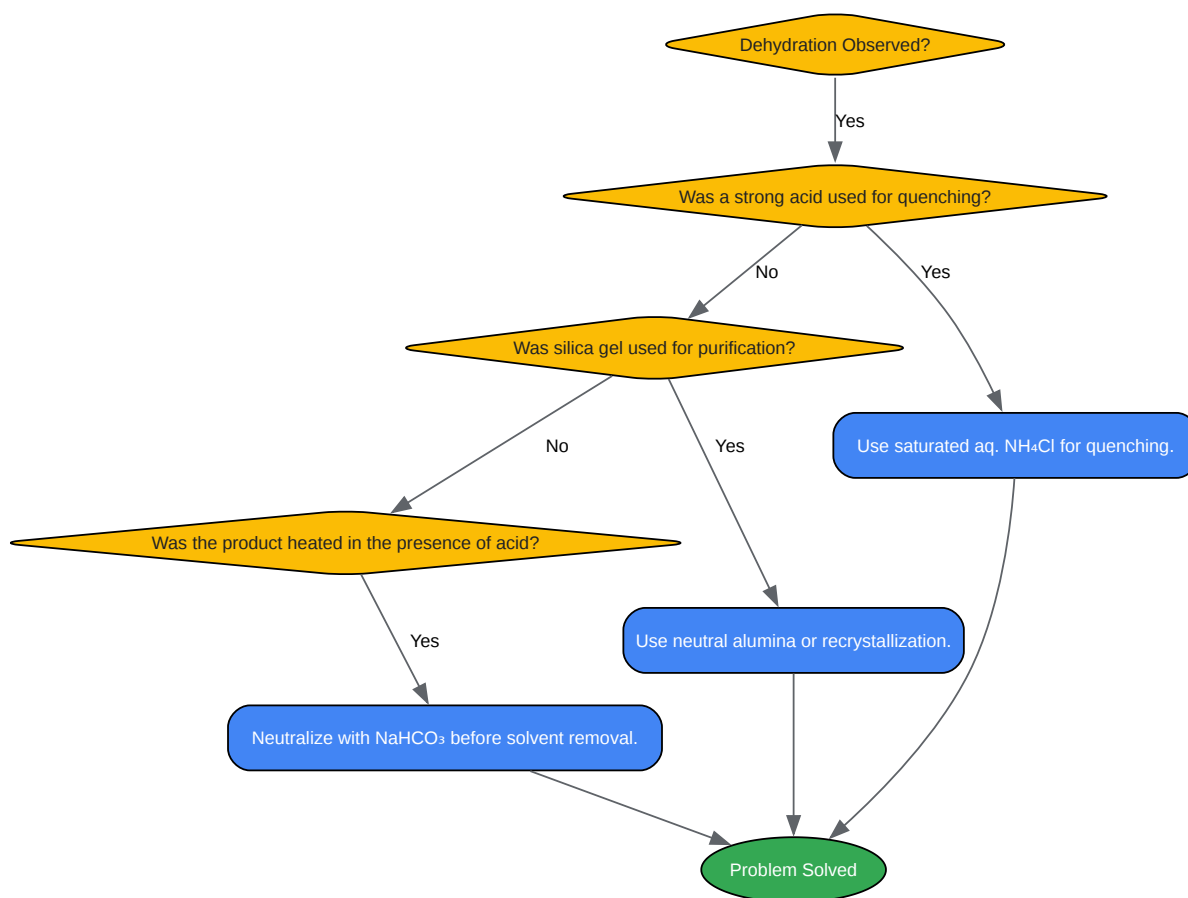 Dehydration Observed?
Yes
Was a strong acid used for quenching?
No
Yes
Was silica gel used for purification?
No
Yes
Use saturated aq. NH₄Cl for quenching.
Was the product heated in the presence of acid?
Yes
Use neutral alumina or recrystallization.
Neutralize with NaHCO₃ before solvent removal.
Problem Solved